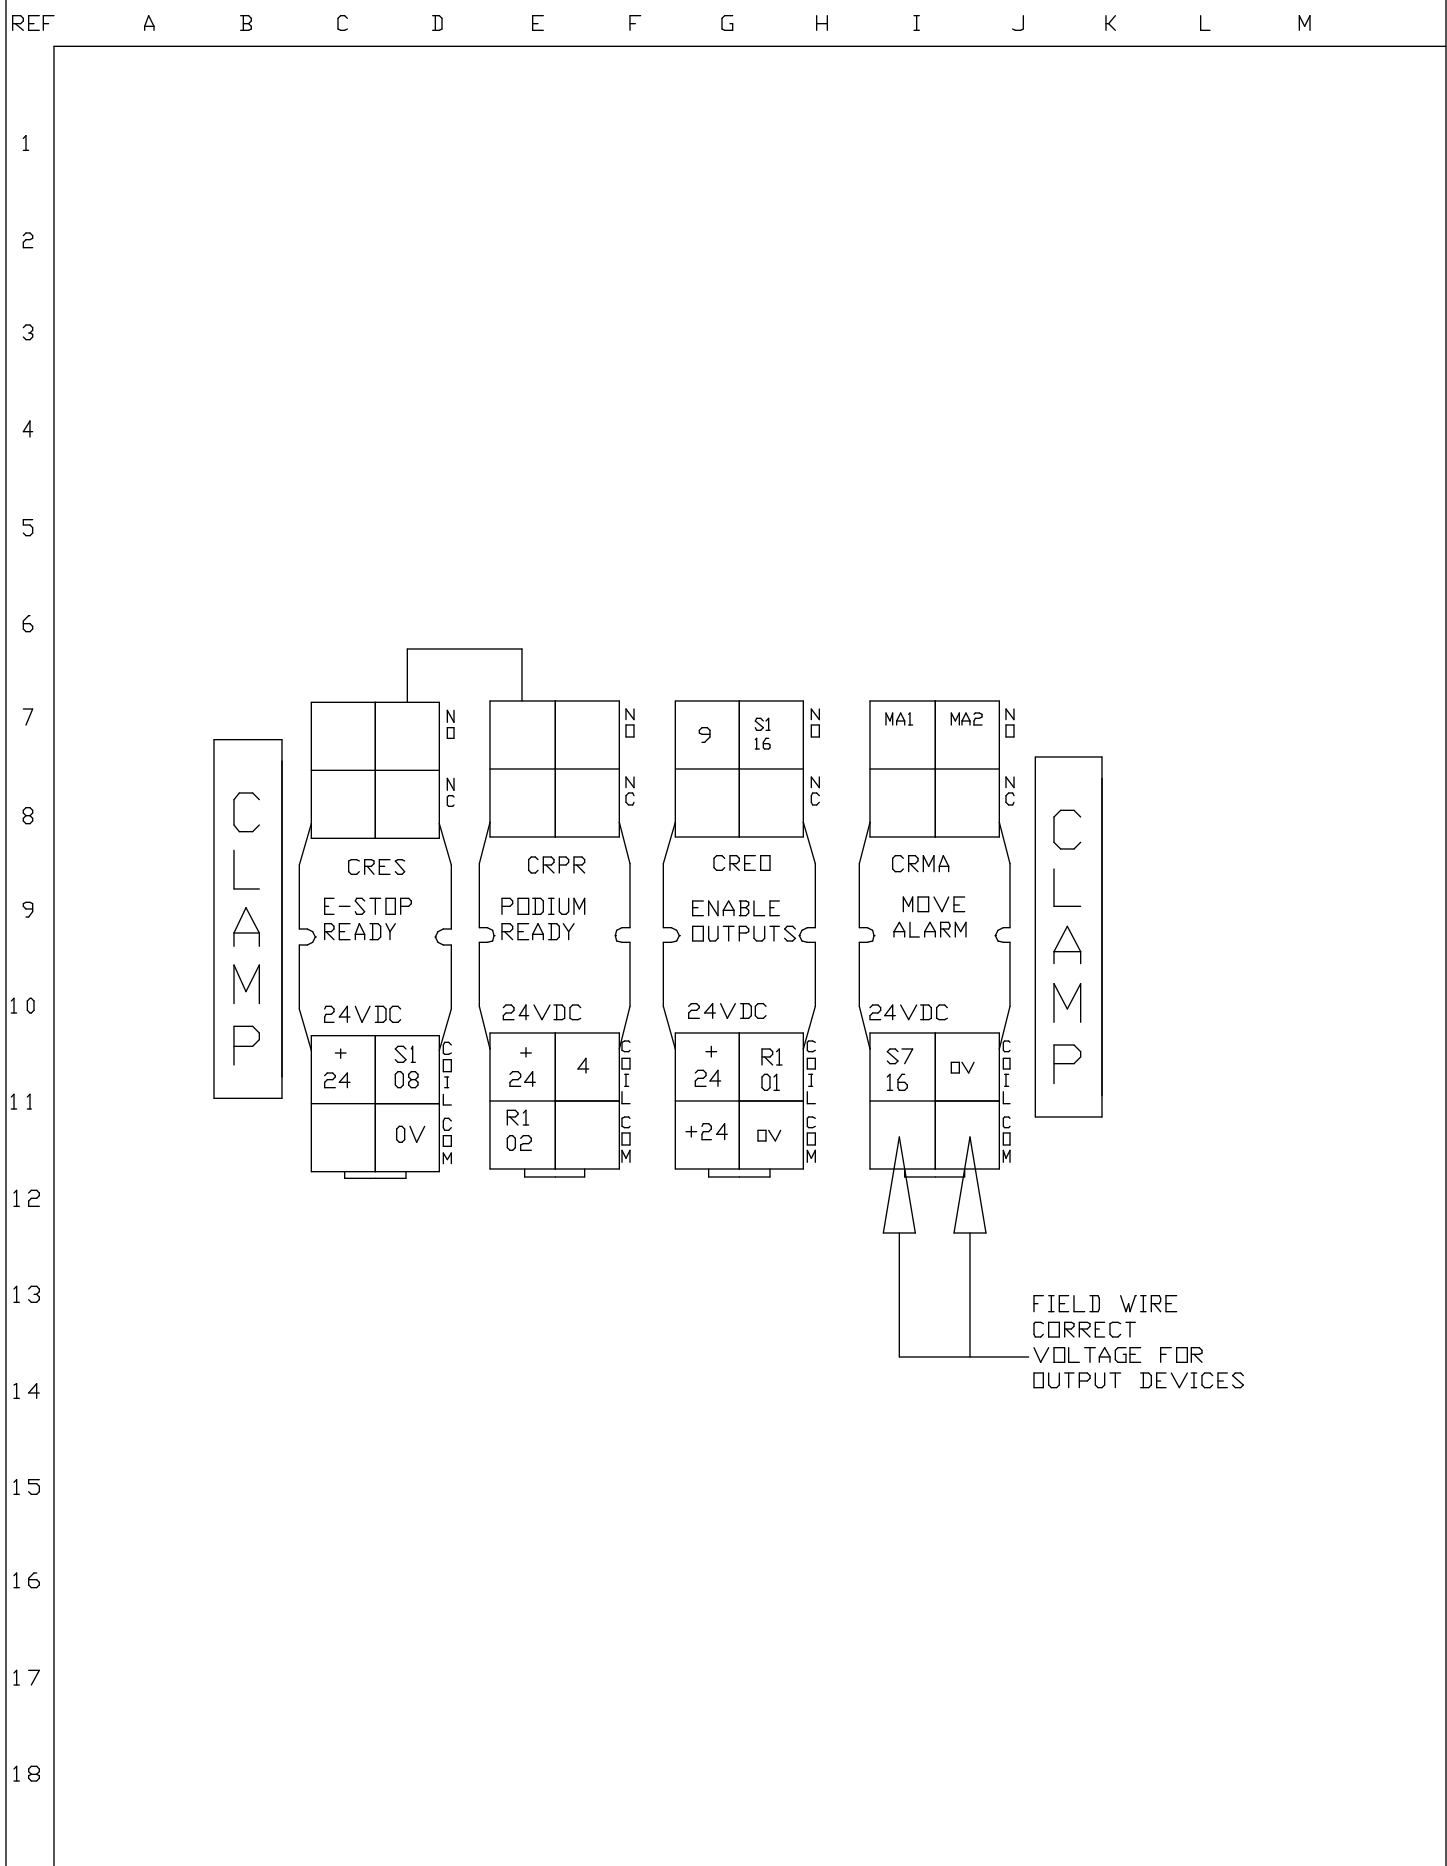 REF A B C D E F G H I J K L M
1
2
3
4
5
6
7
8
9
10
11
12
13
14
15
16
17
18
CLAMP
NO
NC
CRES
E-STOP
READY
24VDC
+
24
S1
08
0V
COIL
COM
NO
NC
CRPR
PODIUM
READY
24VDC
+
24
4
R1
02
COIL
COM
9
S1
16
NO
NC
CREO
ENABLE
OUTPUTS
24VDC
+
24
R1
01
+24
0V
COIL
COM
MA1
MA2
NO
NC
CRMA
MOVE
ALARM
24VDC
S7
16
0V
COIL
COM
CLAMP
FIELD WIRE
CORRECT
VOLTAGE FOR
OUTPUT DEVICES